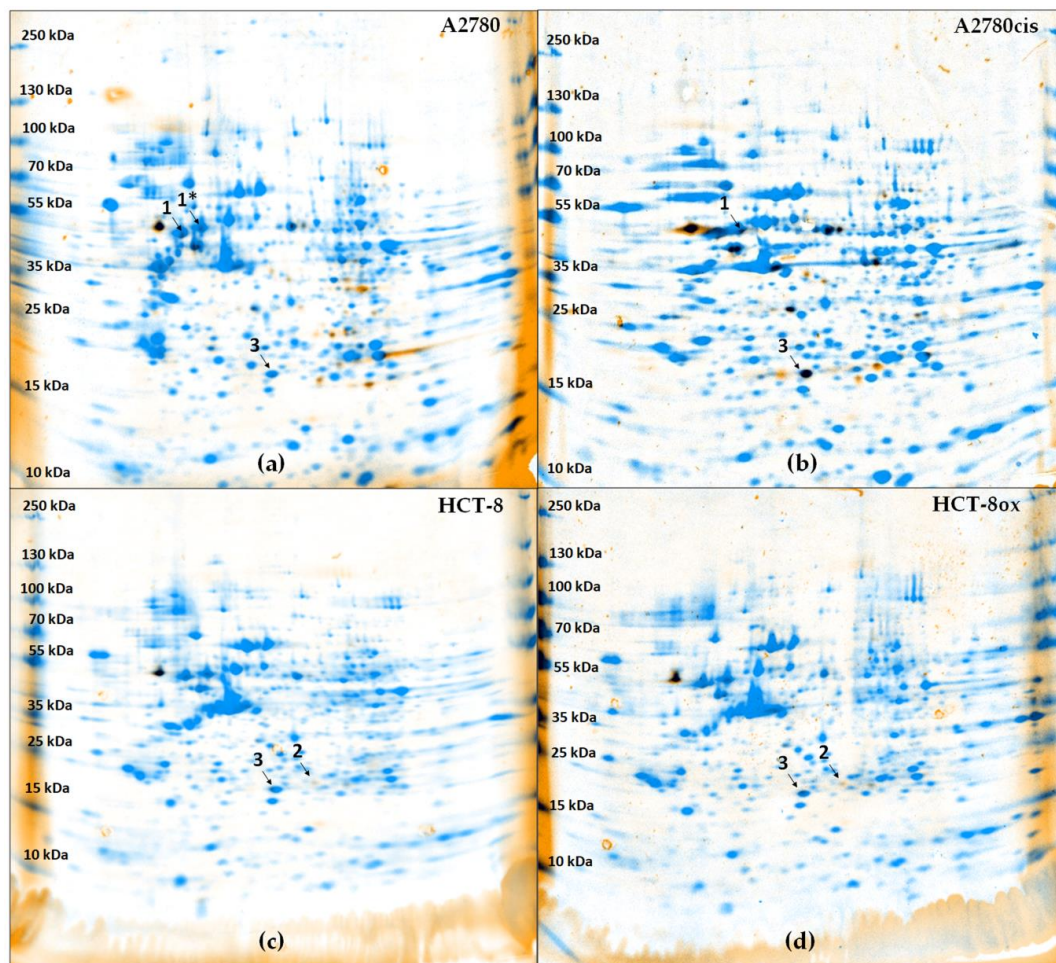 A2780
250 kDa
130 kDa
100 kDa
70 kDa
55 kDa
1
1*
35 kDa
25 kDa
3
15 kDa
10 kDa
(a)
A2780cis
250 kDa
130 kDa
100 kDa
70 kDa
55 kDa
1
35 kDa
25 kDa
3
15 kDa
10 kDa
(b)
HCT-8
250 kDa
130 kDa
100 kDa
70 kDa
55 kDa
35 kDa
25 kDa
3
2
15 kDa
10 kDa
(c)
HCT-8ox
250 kDa
130 kDa
100 kDa
70 kDa
55 kDa
35 kDa
25 kDa
3
2
15 kDa
10 kDa
(d)